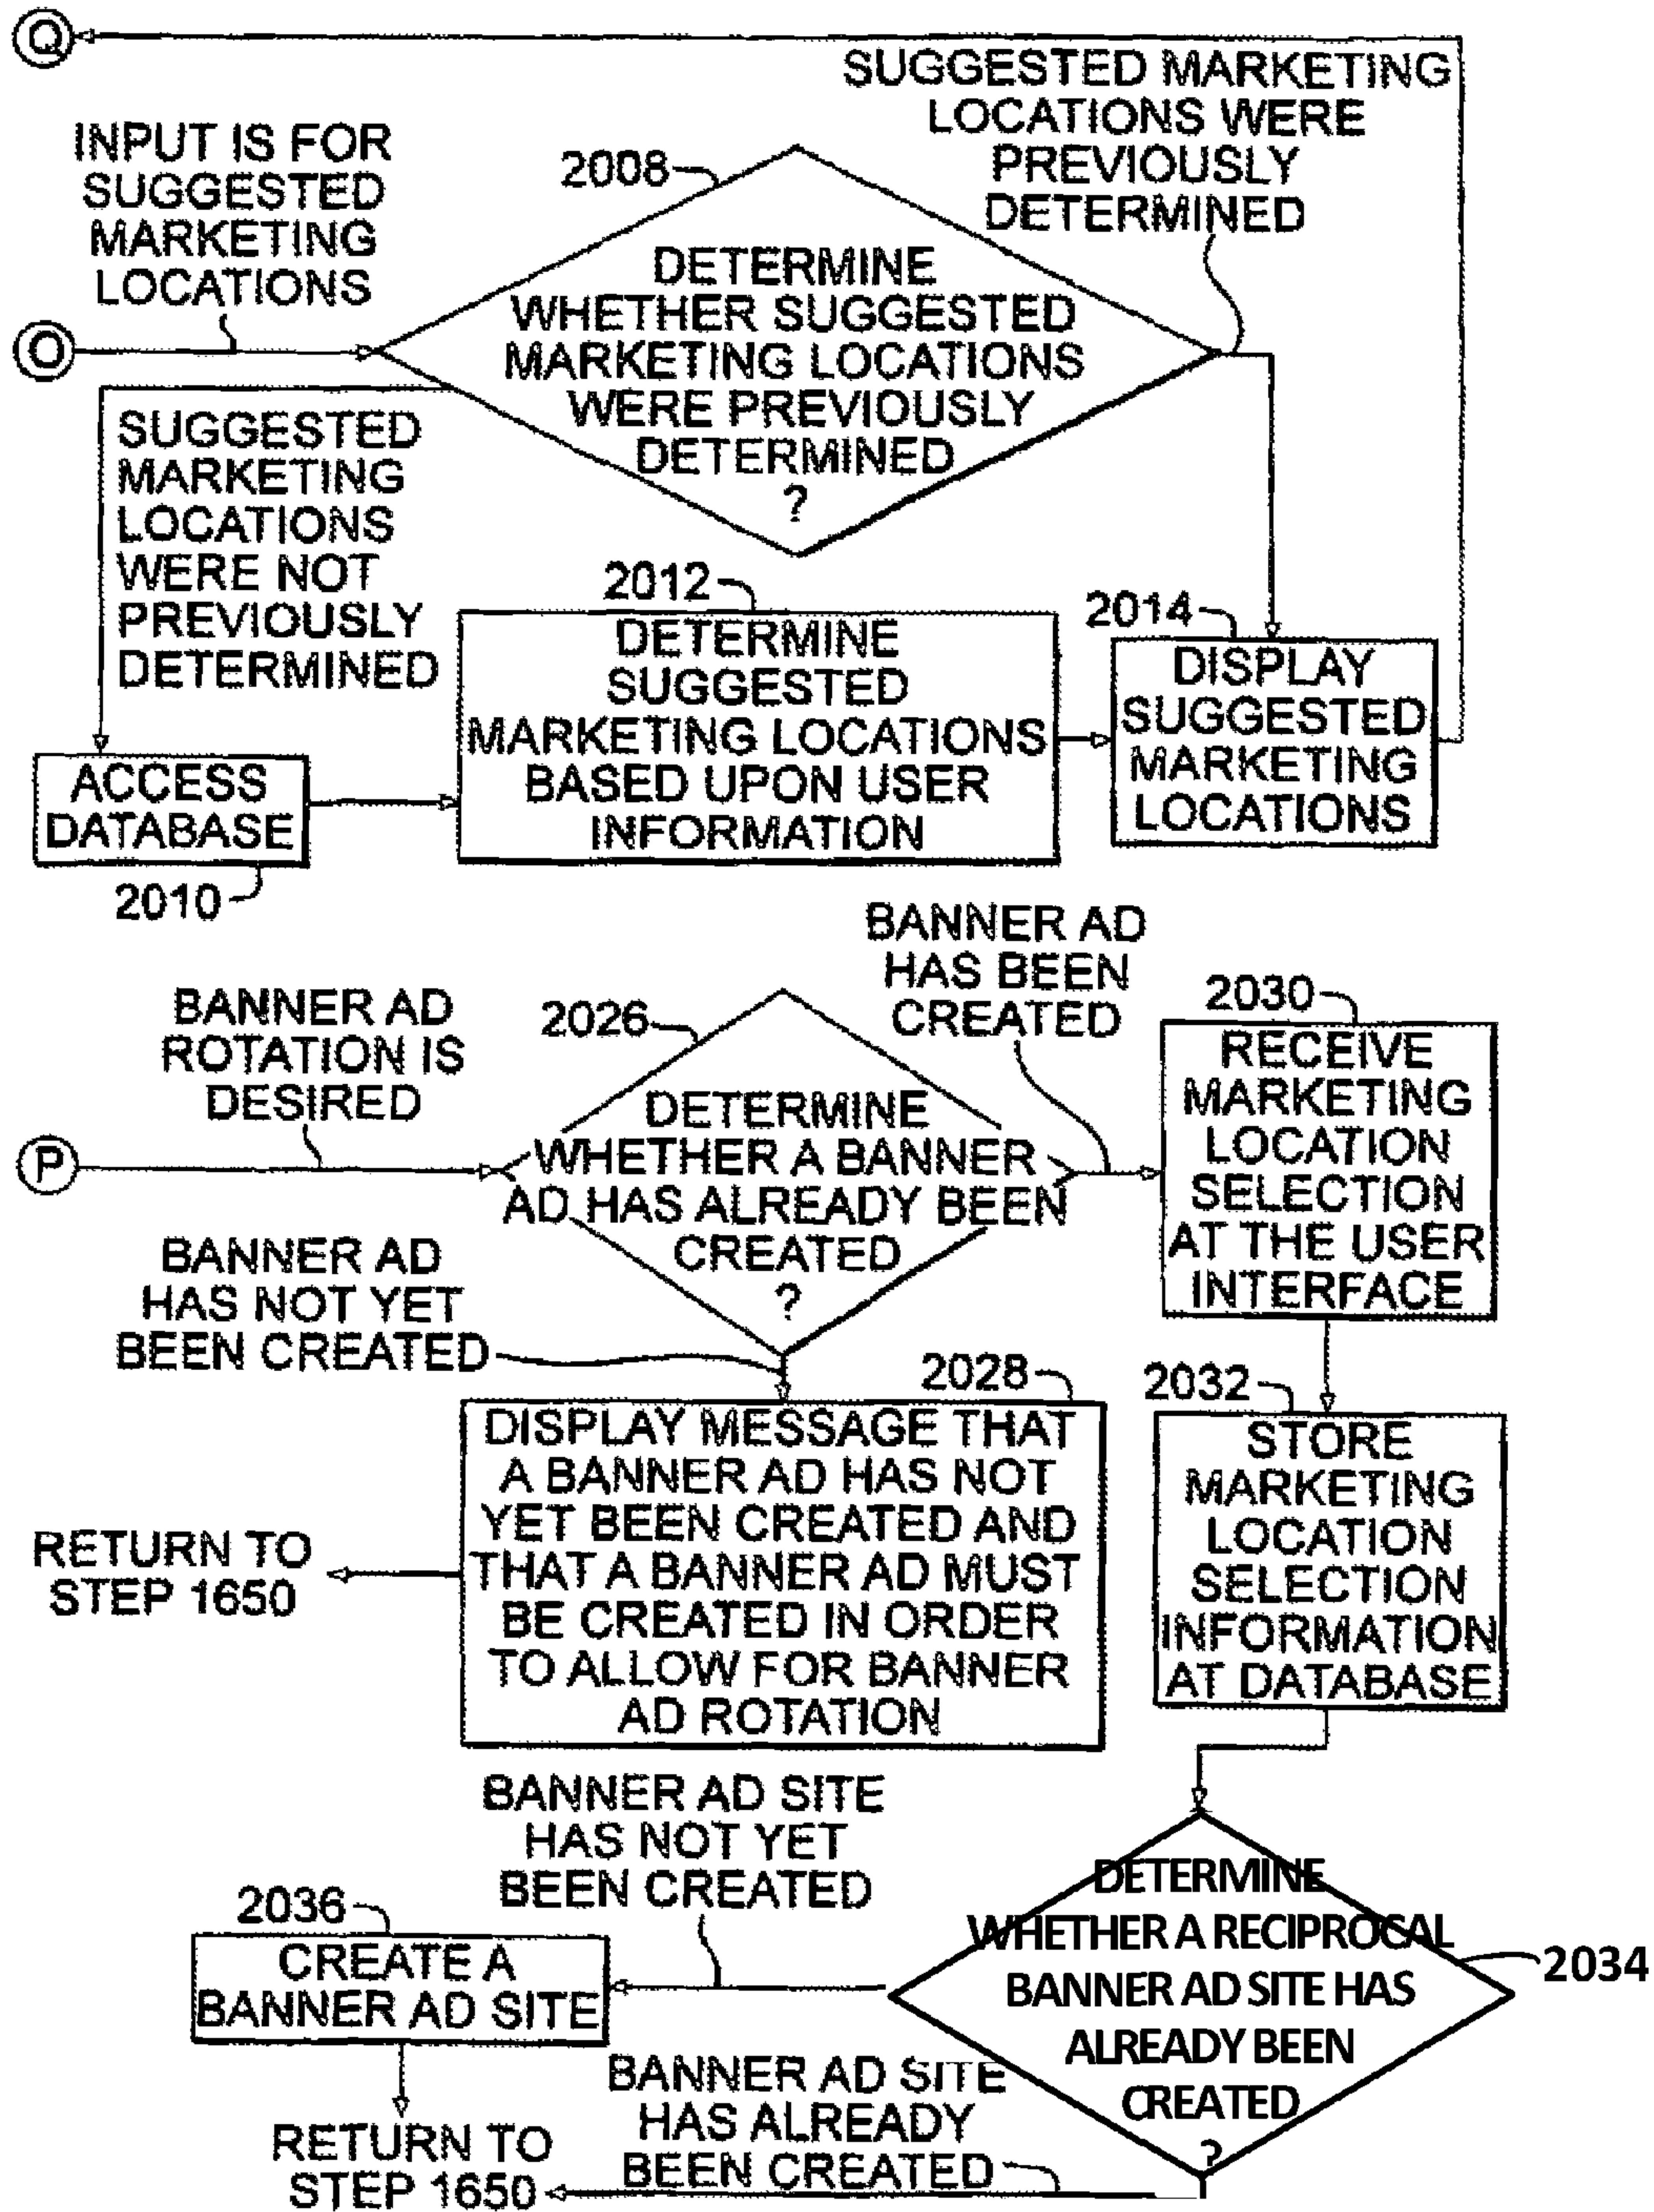 Q
SUGGESTED MARKETING
LOCATIONS WERE
PREVIOUSLY
DETERMINED
INPUT IS FOR
SUGGESTED
MARKETING
LOCATIONS
2008
O
DETERMINE
WHETHER SUGGESTED
MARKETING LOCATIONS
WERE PREVIOUSLY
DETERMINED
?
SUGGESTED
MARKETING
LOCATIONS
WERE NOT
PREVIOUSLY
DETERMINED
2012
DETERMINE
SUGGESTED
MARKETING LOCATIONS
BASED UPON USER
INFORMATION
2014
DISPLAY
SUGGESTED
MARKETING
LOCATIONS
ACCESS
DATABASE
2010
BANNER AD
HAS BEEN
CREATED
BANNER AD
ROTATION IS
DESIRED
2026
P
DETERMINE
WHETHER A BANNER
AD HAS ALREADY BEEN
CREATED
?
2030
RECEIVE
MARKETING
LOCATION
SELECTION
AT THE USER
INTERFACE
BANNER AD
HAS NOT YET
BEEN CREATED
2028
DISPLAY MESSAGE THAT
A BANNER AD HAS NOT
YET BEEN CREATED AND
THAT A BANNER AD MUST
BE CREATED IN ORDER
TO ALLOW FOR BANNER
AD ROTATION
RETURN TO
STEP 1650
2032
STORE
MARKETING
LOCATION
SELECTION
INFORMATION
AT DATABASE
BANNER AD SITE
HAS NOT YET
BEEN CREATED
DETERMINE
WHETHER A RECIPROCAL
BANNER AD SITE HAS
ALREADY BEEN
CREATED
?
2034
2036
CREATE A
BANNER AD SITE
BANNER AD SITE
HAS ALREADY
BEEN CREATED
RETURN TO
STEP 1650